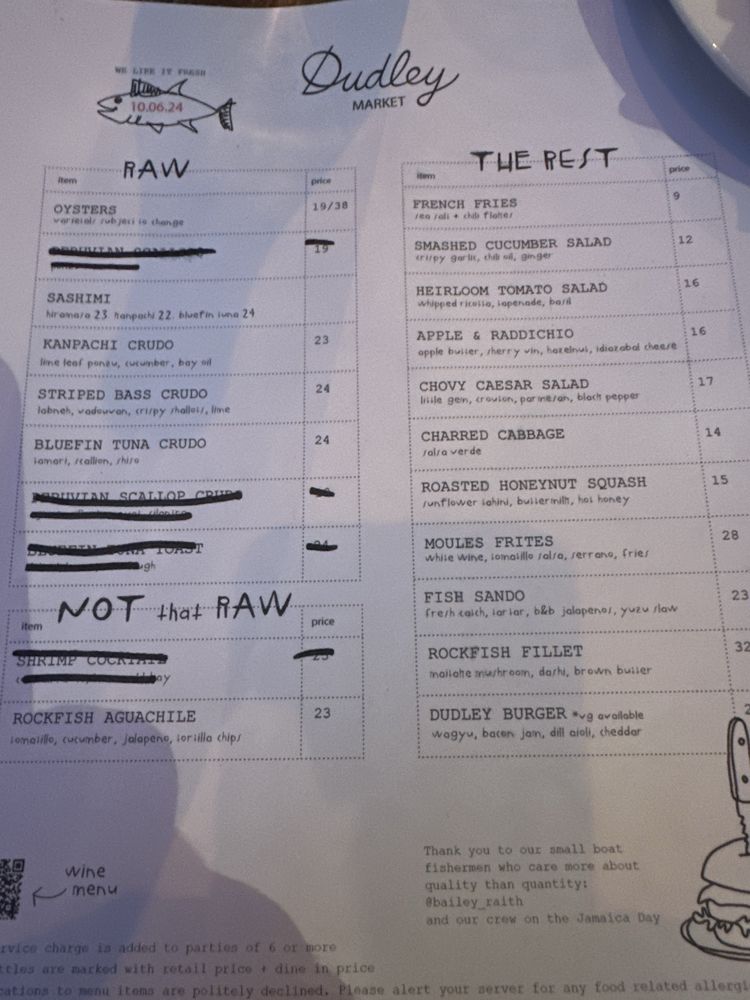 WE LIKE IT FRESH
10.06.24
Dudley
MARKET
RAW
item price
OYSTERS 19/38
varietals subject to change
19
SASHIMI
hiramasa 23 kanpachi 22 bluefin tuna 24
KANPACHI CRUDO 23
lime leaf ponzu, cucumber, bay oil
STRIPED BASS CRUDO 24
labneh, vadouvan, crispy shallots, lime
BLUEFIN TUNA CRUDO 24
tamari, scallion, shiso
PERUVIAN SCALLOP CRUDO
BLUEFIN TUNA TOAST
NOT that RAW
item price
SHRIMP COCKTAIL
ROCKFISH AGUACHILE 23
tomatillo, cucumber, jalapeno, tortilla chips
wine
menu
THE REST
item price
FRENCH FRIES 9
sea salt + chili flakes
SMASHED CUCUMBER SALAD 12
crispy garlic, chili oil, ginger
HEIRLOOM TOMATO SALAD 16
whipped ricotta, tapenade, basil
APPLE & RADDICHIO 16
apple butter, sherry vin, hazelnut, idiazabal cheese
CHOVY CAESAR SALAD 17
little gem, crouton, parmesan, black pepper
CHARRED CABBAGE 14
salsa verde
ROASTED HONEYNUT SQUASH 15
sunflower tahini, buttermilk, hot honey
MOULES FRITES 28
white wine, tomatillo salsa, serrano, fries
FISH SANDO 23
fresh catch, tartar, b&b jalapenos, yuzu slaw
ROCKFISH FILLET 32
maitake mushroom, dashi, brown butter
DUDLEY BURGER *vg available
wagyu, bacon jam, dill aioli, cheddar
Thank you to our small boat
fishermen who care more about
quality than quantity:
@bailey_raith
and our crew on the Jamaica Day
rvice charge is added to parties of 6 or more
ttles are marked with retail price + dine in price
cations to menu items are politely declined. Please alert your server for any food related allergi